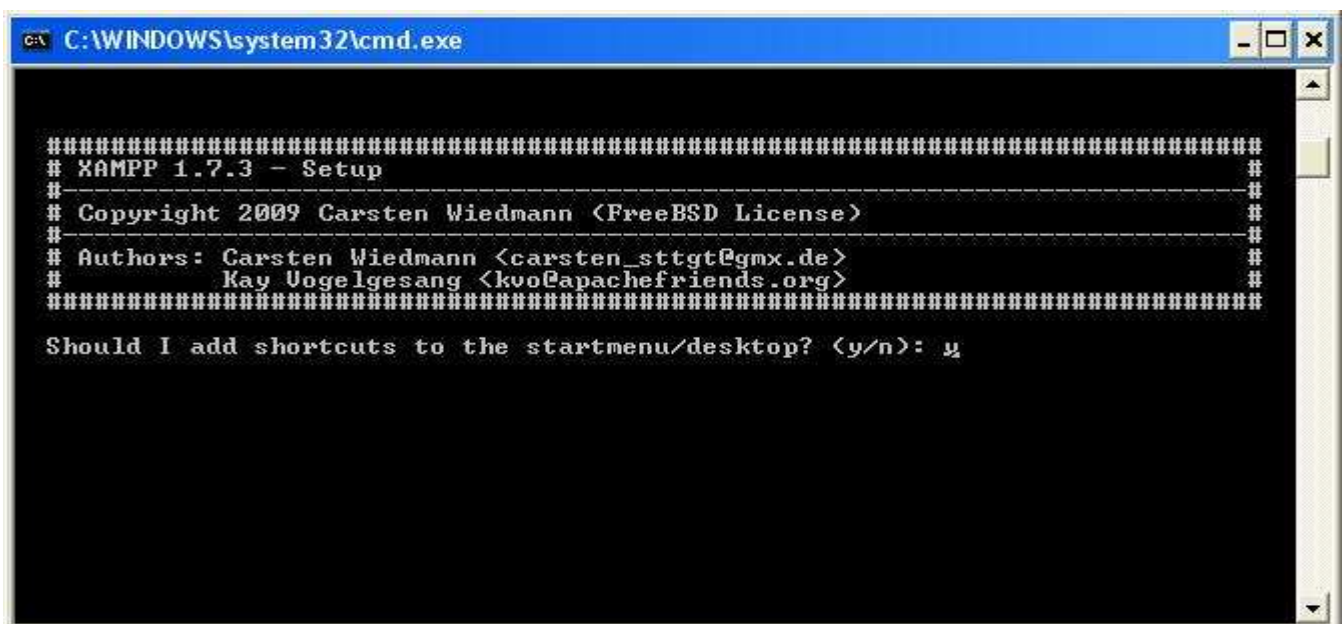 C:\WINDOWS\system32\cmd.exe
############################################################################
# XAMPP 1.7.3 - Setup #
#--------------------------------------------------------------------------#
# Copyright 2009 Carsten Wiedmann (FreeBSD License) #
#--------------------------------------------------------------------------#
# Authors: Carsten Wiedmann <carsten_sttgt@gmx.de> #
# Kay Vogelgesang <kvo@apachefriends.org> #
############################################################################
Should I add shortcuts to the startmenu/desktop? (y/n): y